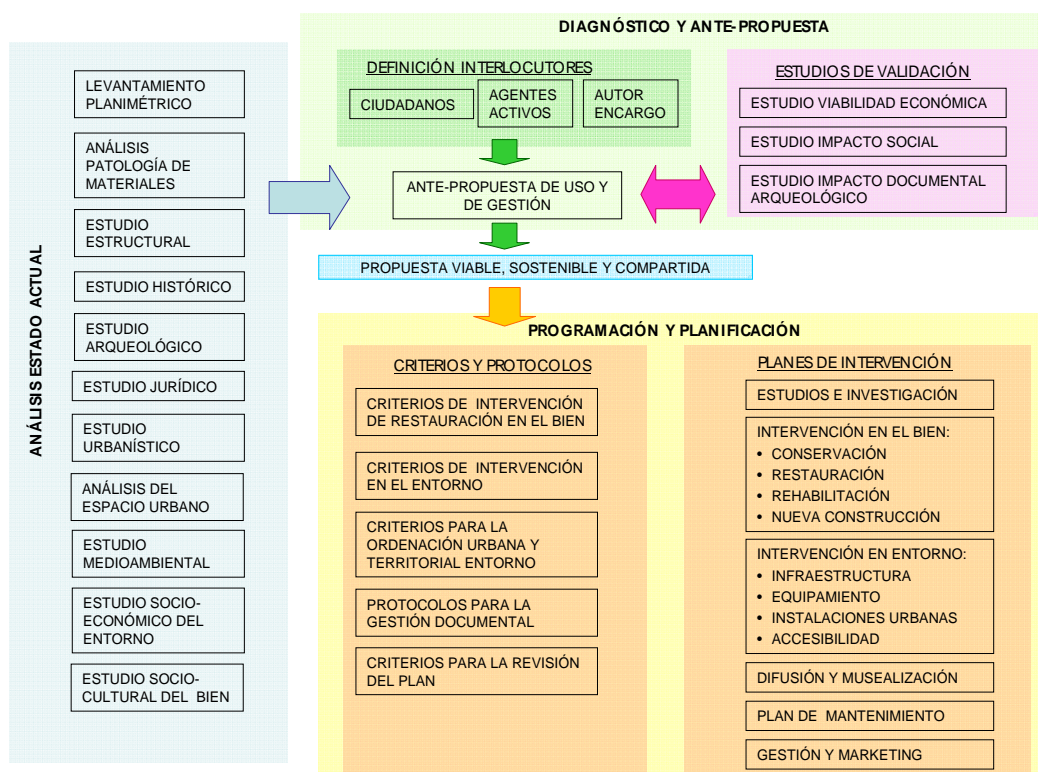 ANÁLISIS ESTADO ACTUAL
LEVANTAMIENTO
PLANIMÉTRICO
ANÁLISIS
PATOLOGÍA DE
MATERIALES
ESTUDIO
ESTRUCTURAL
ESTUDIO HISTÓRICO
ESTUDIO
ARQUEOLÓGICO
ESTUDIO JURÍDICO
ESTUDIO
URBANÍSTICO
ANÁLISIS DEL
ESPACIO URBANO
ESTUDIO
MEDIOAMBIENTAL
ESTUDIO SOCIO-
ECONÓMICO DEL
ENTORNO
ESTUDIO SOCIO-
CULTURAL DEL BIEN
DIAGNÓSTICO Y ANTE-PROPUESTA
DEFINICIÓN INTERLOCUTORES
CIUDADANOS
AGENTES
ACTIVOS
AUTOR
ENCARGO
ANTE-PROPUESTA DE USO Y
DE GESTIÓN
ESTUDIOS DE VALIDACIÓN
ESTUDIO VIABILIDAD ECONÓMICA
ESTUDIO IMPACTO SOCIAL
ESTUDIO IMPACTO DOCUMENTAL
ARQUEOLÓGICO
PROPUESTA VIABLE, SOSTENIBLE Y COMPARTIDA
PROGRAMACIÓN Y PLANIFICACIÓN
CRITERIOS Y PROTOCOLOS
CRITERIOS DE INTERVENCIÓN
DE RESTAURACIÓN EN EL BIEN
CRITERIOS DE INTERVENCIÓN
EN EL ENTORNO
CRITERIOS PARA LA
ORDENACIÓN URBANA Y
TERRITORIAL ENTORNO
PROTOCOLOS PARA LA
GESTIÓN DOCUMENTAL
CRITERIOS PARA LA REVISIÓN
DEL PLAN
PLANES DE INTERVENCIÓN
ESTUDIOS E INVESTIGACIÓN
INTERVENCIÓN EN EL BIEN:
• CONSERVACIÓN
• RESTAURACIÓN
• REHABILITACIÓN
• NUEVA CONSTRUCCIÓN
INTERVENCIÓN EN ENTORNO:
• INFRAESTRUCTURA
• EQUIPAMIENTO
• INSTALACIONES URBANAS
• ACCESIBILIDAD
DIFUSIÓN Y MUSEALIZACIÓN
PLAN DE MANTENIMIENTO
GESTIÓN Y MARKETING